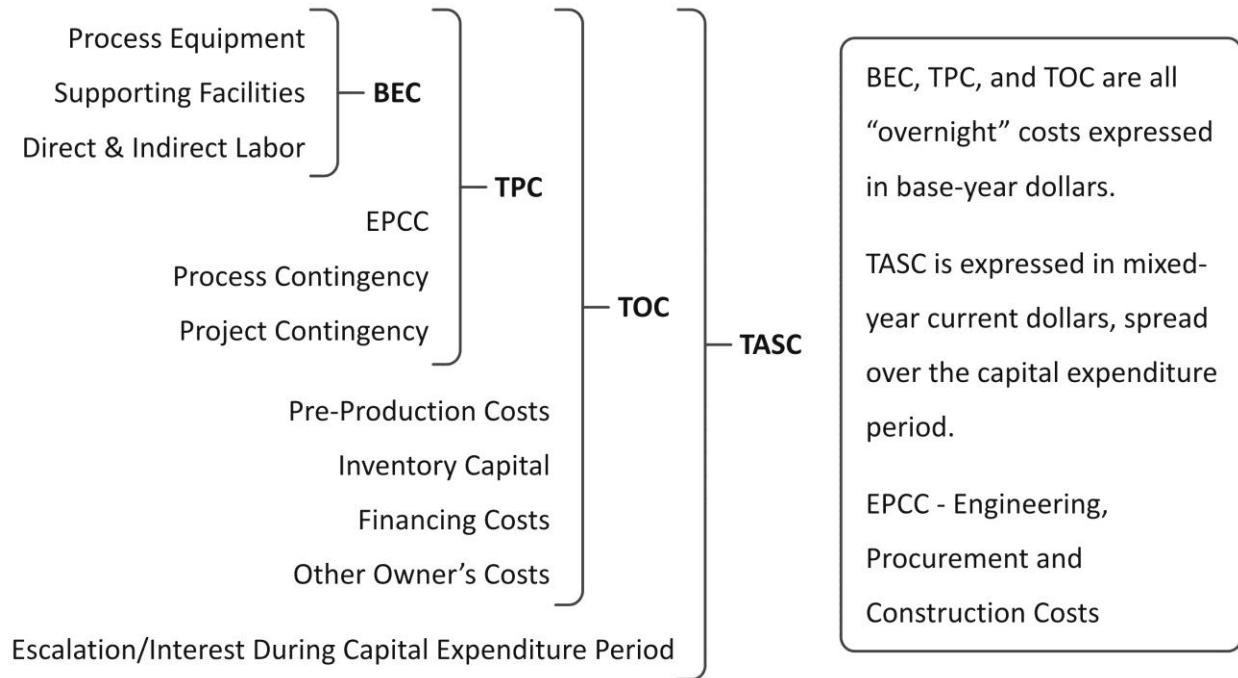 Process Equipment
Supporting Facilities
Direct & Indirect Labor
BEC
EPCC
Process Contingency
Project Contingency
TPC
Pre-Production Costs
Inventory Capital
Financing Costs
Other Owner’s Costs
TOC
Escalation/Interest During Capital Expenditure Period
TASC
BEC, TPC, and TOC are all
“overnight” costs expressed
in base-year dollars.
TASC is expressed in mixed-
year current dollars, spread
over the capital expenditure
period.
EPCC - Engineering,
Procurement and
Construction Costs